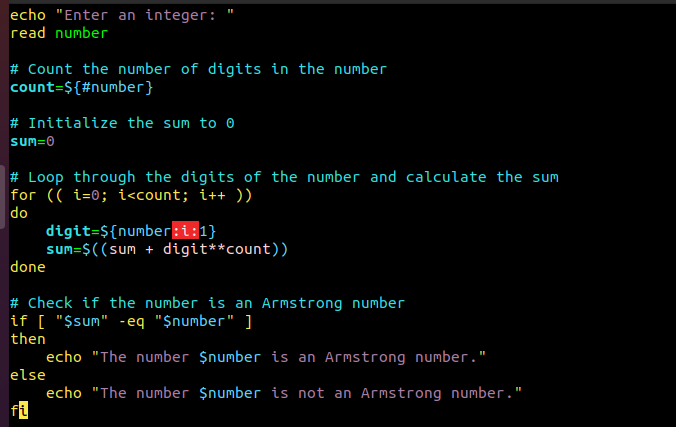 echo "Enter an integer: "
read number

# Count the number of digits in the number
count=${#number}

# Initialize the sum to 0
sum=0

# Loop through the digits of the number and calculate the sum
for (( i=0; i<count; i++ ))
do
    digit=${number:i:1}
    sum=$((sum + digit**count))
done

# Check if the number is an Armstrong number
if [ "$sum" -eq "$number" ]
then
    echo "The number $number is an Armstrong number."
else
    echo "The number $number is not an Armstrong number."
fi